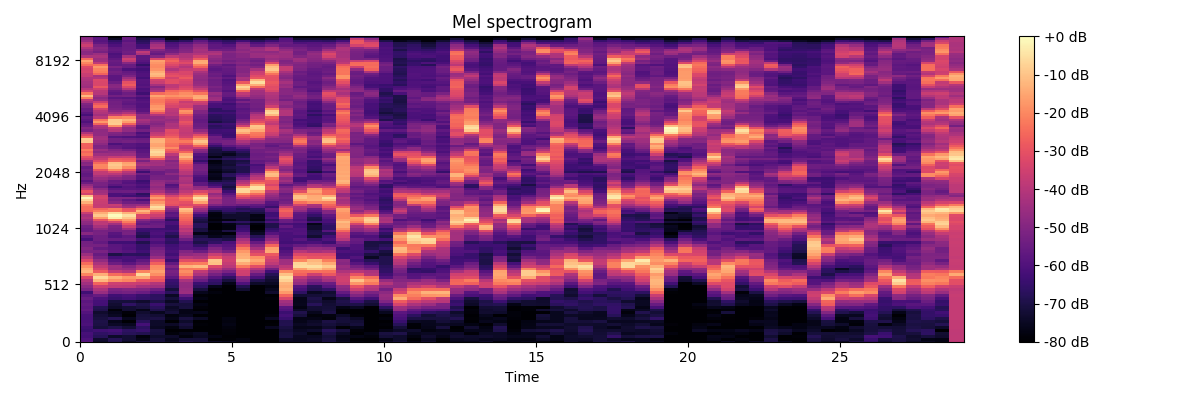 Mel spectrogram
8192
4096
2048
1024
512
0
Hz
0 5 10 15 20 25
Time
+0 dB
-10 dB
-20 dB
-30 dB
-40 dB
-50 dB
-60 dB
-70 dB
-80 dB